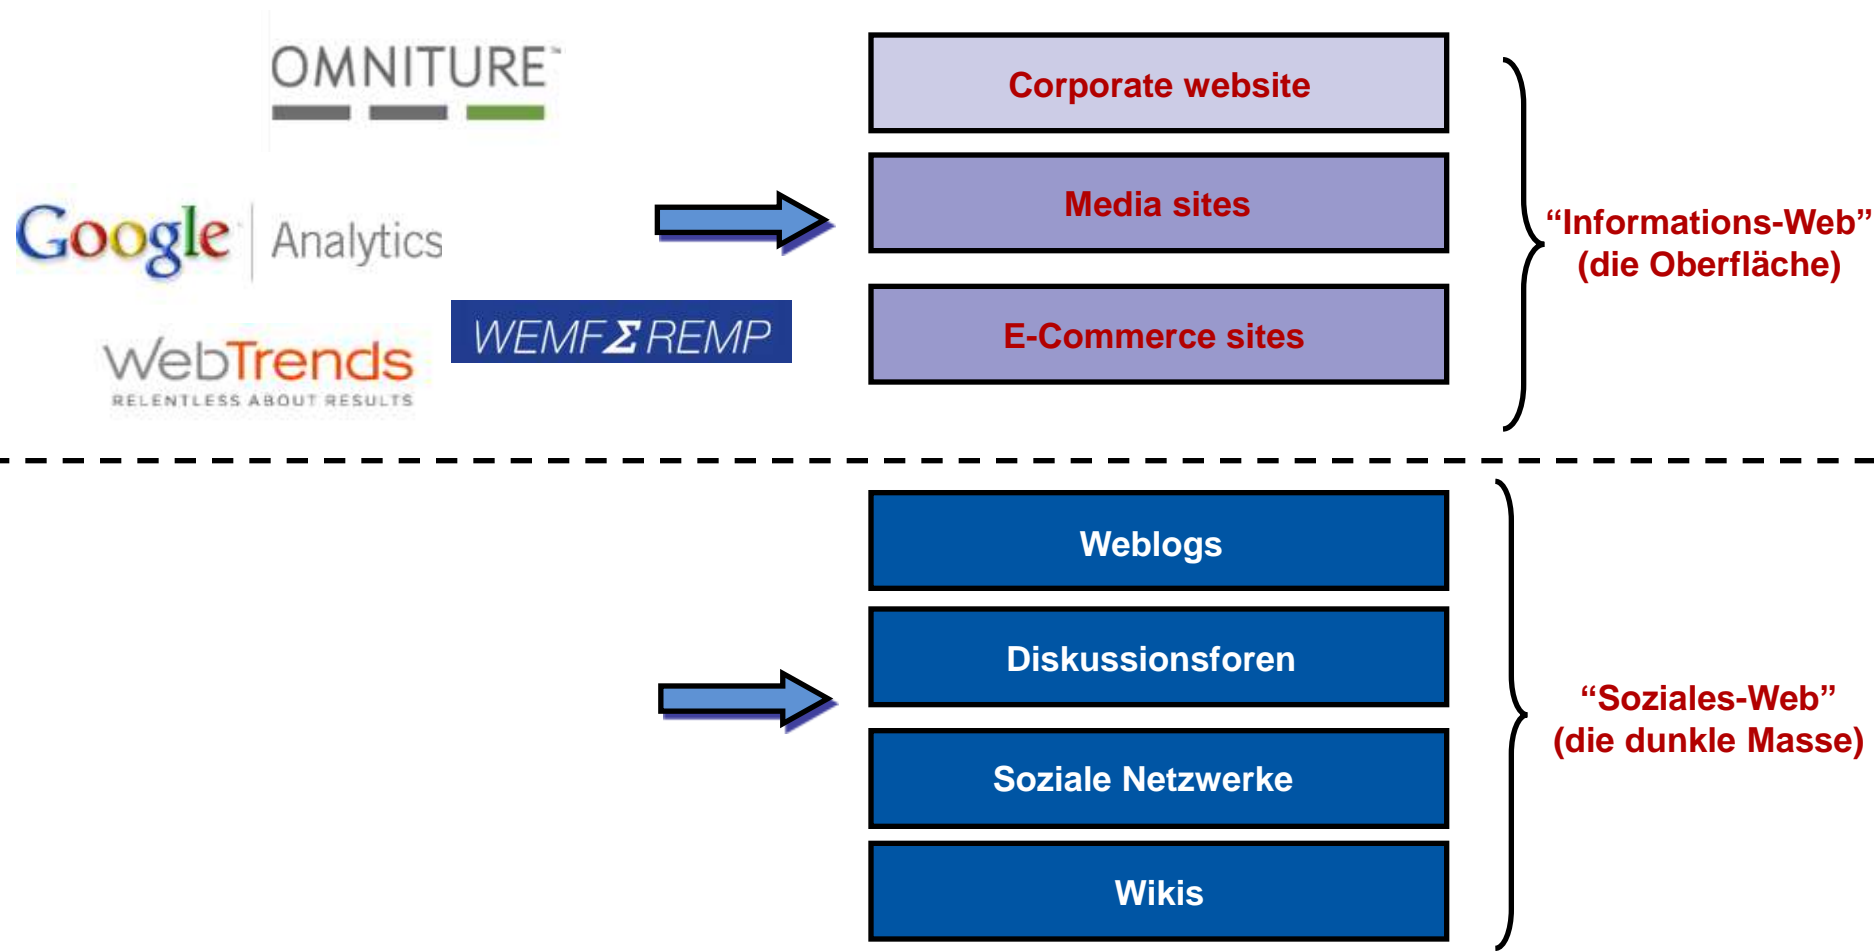 OMNITURE™
Google Analytics
WebTrends
RELENTLESS ABOUT RESULTS
WEMF Σ REMP
Corporate website
Media sites
E-Commerce sites
“Informations-Web”
(die Oberfläche)
Weblogs
Diskussionsforen
Soziale Netzwerke
Wikis
“Soziales-Web”
(die dunkle Masse)